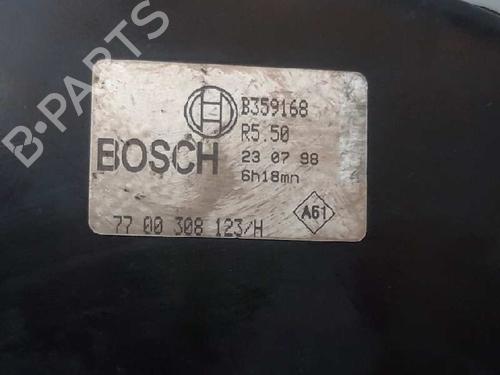 B-PARTS
B359168
R5.50
BOSCH
23 07 98
6h18mn
A61
77 00 308 123/H